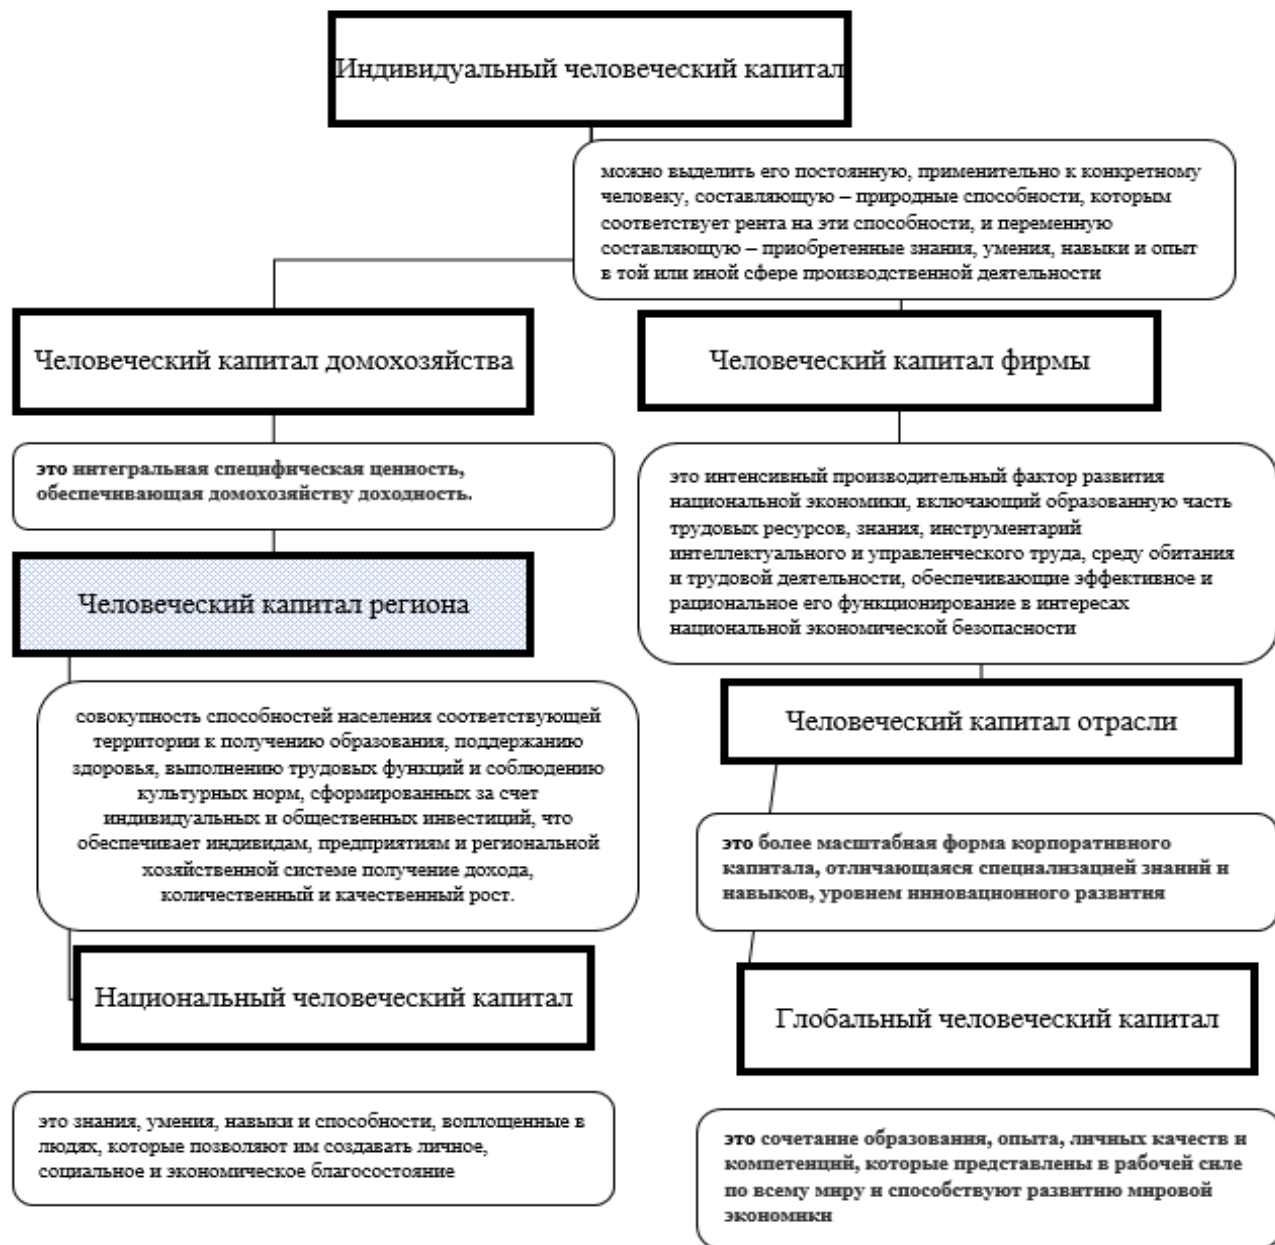 Индивидуальный человеческий капитал
можно выделить его постоянную, применительно к конкретному
человеку, составляющую – природные способности, которым
соответствует рента на эти способности, и переменную
составляющую – приобретенные знания, умения, навыки и опыт
в той или иной сфере производственной деятельности
Человеческий капитал домохозяйства
Человеческий капитал фирмы
это интегральная специфическая ценность,
обеспечивающая домохозяйству доходность.
это интенсивный производительный фактор развития
национальной экономики, включающий образованную часть
трудовых ресурсов, знания, инструментарий
интеллектуального и управленческого труда, среду обитания
и трудовой деятельности, обеспечивающие эффективное и
рациональное его функционирование в интересах
национальной экономической безопасности
Человеческий капитал региона
совокупность способностей населения соответствующей
территории к получению образования, поддержанию
здоровья, выполнению трудовых функций и соблюдению
культурных норм, сформированных за счет
индивидуальных и общественных инвестиций, что
обеспечивает индивидам, предприятиям и региональной
хозяйственной системе получение дохода,
количественный и качественный рост.
Человеческий капитал отрасли
это более масштабная форма корпоративного
капитала, отличающаяся специализацией знаний и
навыков, уровнем инновационного развития
Национальный человеческий капитал
Глобальный человеческий капитал
это знания, умения, навыки и способности, воплощенные в
людях, которые позволяют им создавать личное,
социальное и экономическое благосостояние
это сочетание образования, опыта, личных качеств и
компетенций, которые представлены в рабочей силе
по всему миру и способствуют развитию мировой
экономики